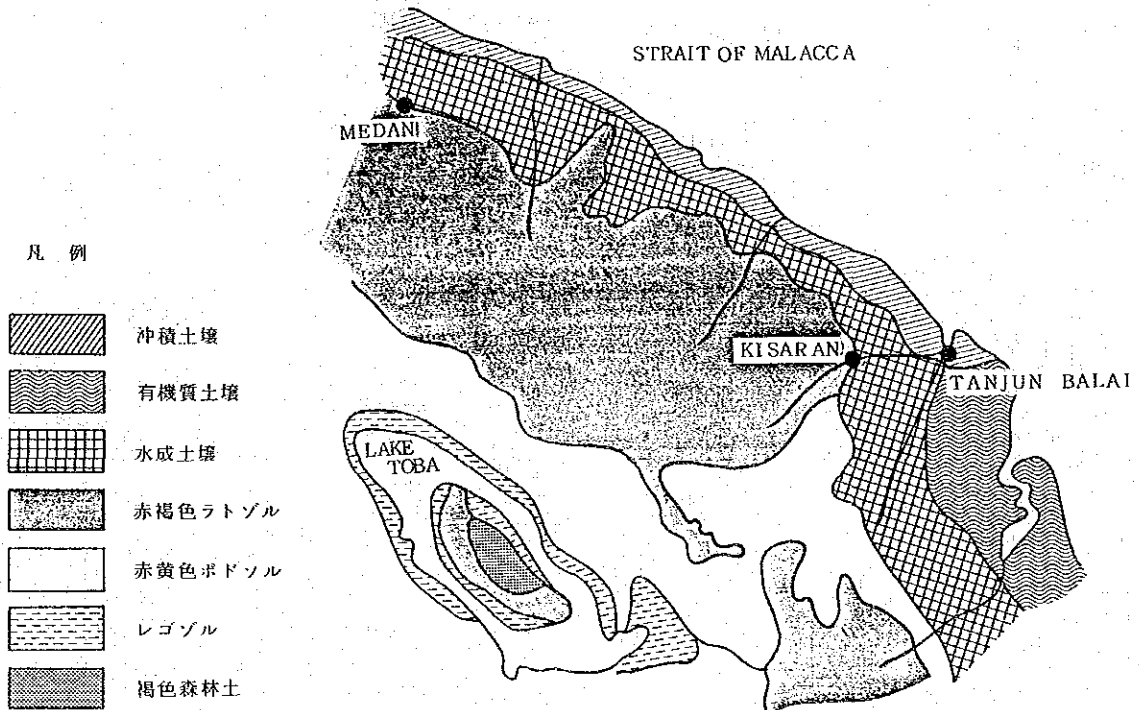 STRAIT OF MALACCA
MEDAN
KISARAN
TANJUN BALAI
LAKE
TOBA
凡 例
沖積土壌
有機質土壌
水成土壌
赤褐色ラトゾル
赤黄色ポドソル
レゴゾル
褐色森林土